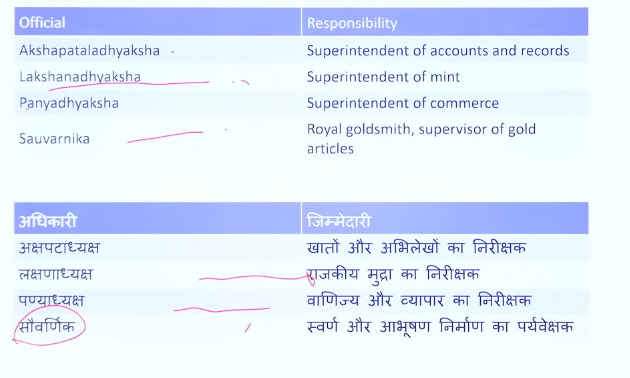 Official Responsibility
Akshapataladhyaksha Superintendent of accounts and records
Lakshanadhyaksha Superintendent of mint
Panyadhyaksha Superintendent of commerce
Sauvarnika Royal goldsmith, supervisor of gold
articles
अधिकारी जिम्मेदारी
अक्षपटाध्यक्ष खातों और अभिलेखों का निरीक्षक
लक्षणाध्यक्ष राजकीय मुद्रा का निरीक्षक
पण्याध्यक्ष वाणिज्य और व्यापार का निरीक्षक
सौवर्णिक स्वर्ण और आभूषण निर्माण का पर्यवेक्षक